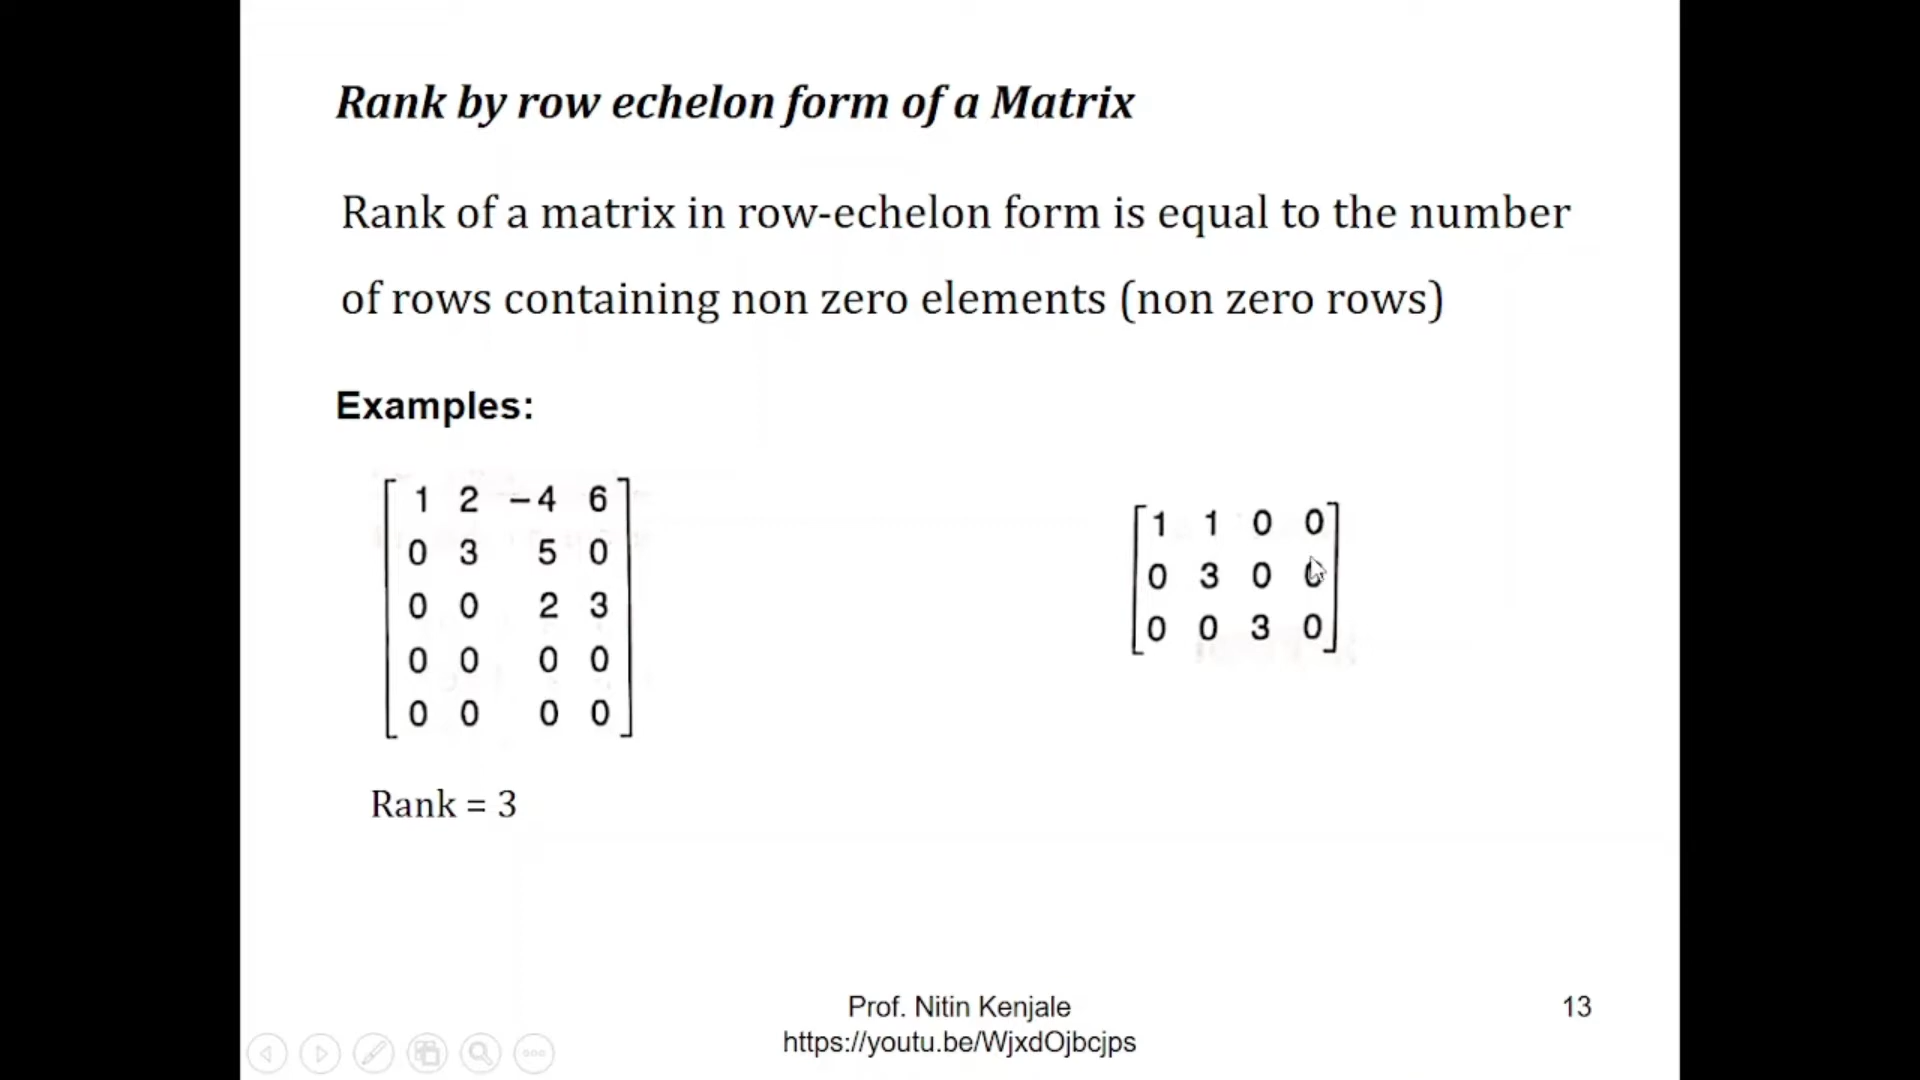 Rank by row echelon form of a Matrix
Rank of a matrix in row-echelon form is equal to the number
of rows containing non zero elements (non zero rows)
Examples:
1 2 −4 6
0 3 5 0
0 0 2 3
0 0 0 0
0 0 0 0
Rank = 3
1 1 0 0
0 3 0 0
0 0 3 0
Prof. Nitin Kenjale
https://youtu.be/WjxdOjbcjps
13